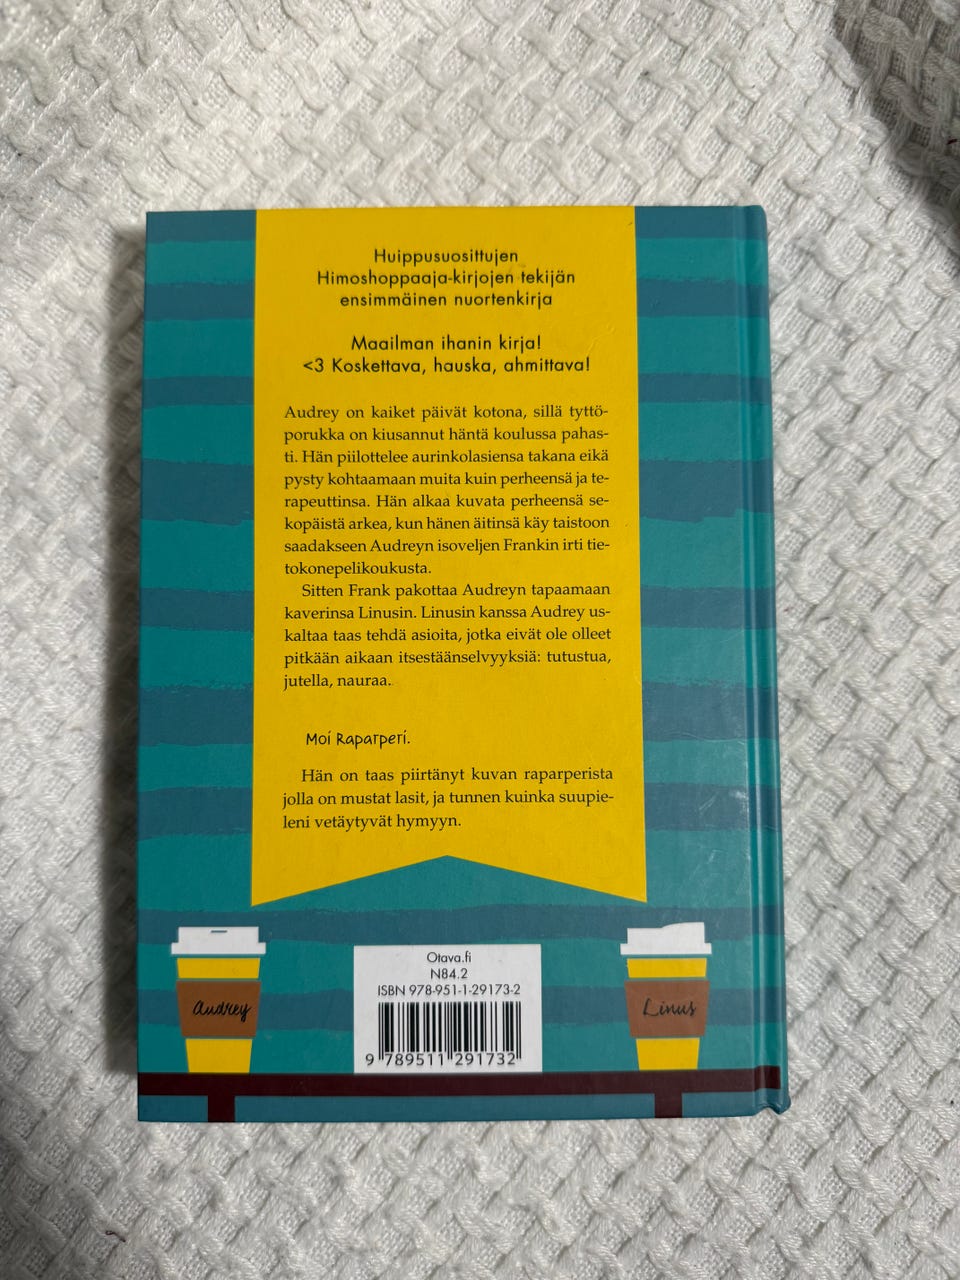 Huippusuosittujen
Himoshoppaaja-kirjojen tekijän
ensimmäinen nuortenkirja
Maailman ihanin kirja!
<3 Koskettava, hauska, ahmittava!
Audrey on kaiket päivät kotona, sillä tyttö-
porukka on kiusannut häntä koulussa pahas-
ti. Hän piilottelee aurinkolasiensa takana eikä
pysty kohtaamaan muita kuin perheensä ja te-
rapeuttinsa. Hän alkaa kuvata perheensä se-
kopäistä arkea, kun hänen äitinsä käy taistoon
saadakseen Audreyn isoveljen Frankin irti tie-
tokonepelikoukusta.
Sitten Frank pakottaa Audreyn tapaamaan
kaverinsa Linusin. Linusin kanssa Audrey us-
kaltaa taas tehdä asioita, jotka eivät ole olleet
pitkään aikaan itsestäänselvyyksiä: tutustua,
jutella, nauraa.
Moi Raparperi.
Hän on taas piirtänyt kuvan raparperista
jolla on mustat lasit, ja tunnen kuinka suupie-
leni vetäytyvät hymyyn.
Audrey
Linus
Otava.fi
N84.2
ISBN 978-951-1-29173-2
9 789511 291732